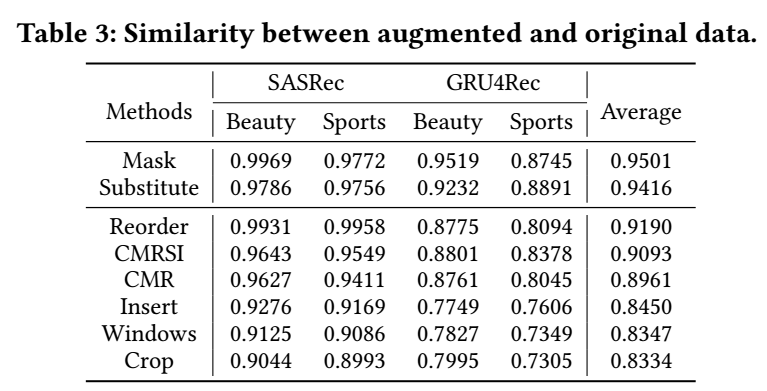 Table 3: Similarity between augmented and original data.
Methods SASRec GRU4Rec Average
Beauty Sports Beauty Sports
Mask 0.9969 0.9772 0.9519 0.8745 0.9501
Substitute 0.9786 0.9756 0.9232 0.8891 0.9416
Reorder 0.9931 0.9958 0.8775 0.8094 0.9190
CMRSI 0.9643 0.9549 0.8801 0.8378 0.9093
CMR 0.9627 0.9411 0.8761 0.8045 0.8961
Insert 0.9276 0.9169 0.7749 0.7606 0.8450
Windows 0.9125 0.9086 0.7827 0.7349 0.8347
Crop 0.9044 0.8993 0.7995 0.7305 0.8334